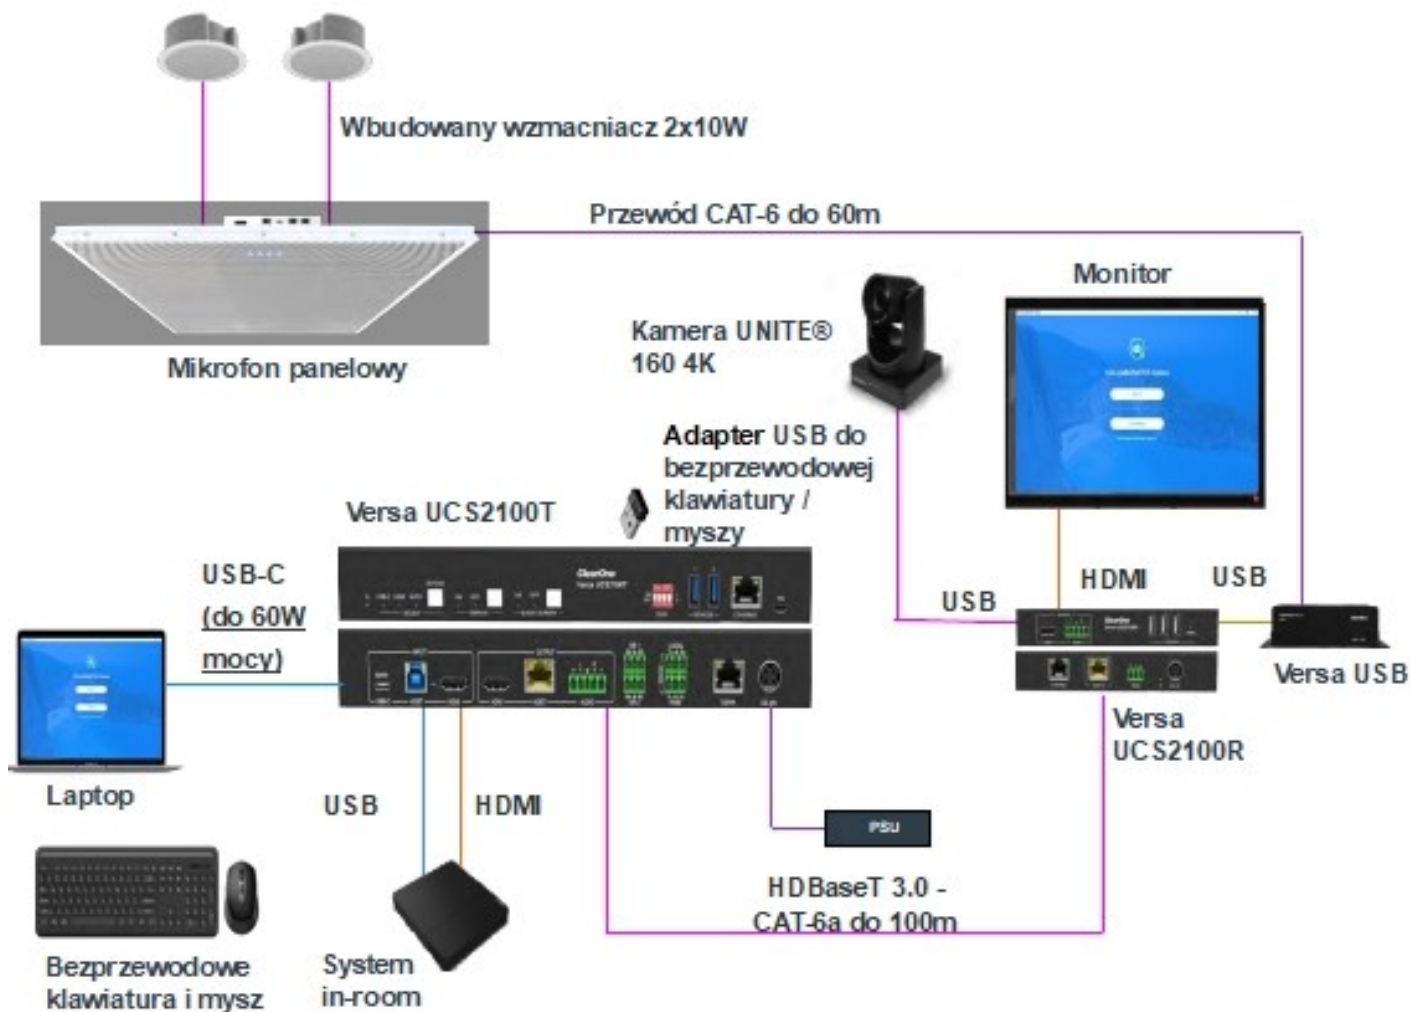 Wbudowany wzmacniacz 2x10W
Przewód CAT-6 do 60m
Mikrofon panelowy
Kamera UNITE®
160 4K
Monitor
Adapter USB do
bezprzewodowej
klawiatury /
myszy
Versa UCS2100T
USB-C
(do 60W
mocy)
ClearOne
HDMI
USB
USB
Versa USB
Versa
UCS2100R
Laptop
USB
HDMI
PSU
HDBaseT 3.0 -
CAT-6a do 100m
Bezprzewodowe
klawiatura i mysz
System
in-room